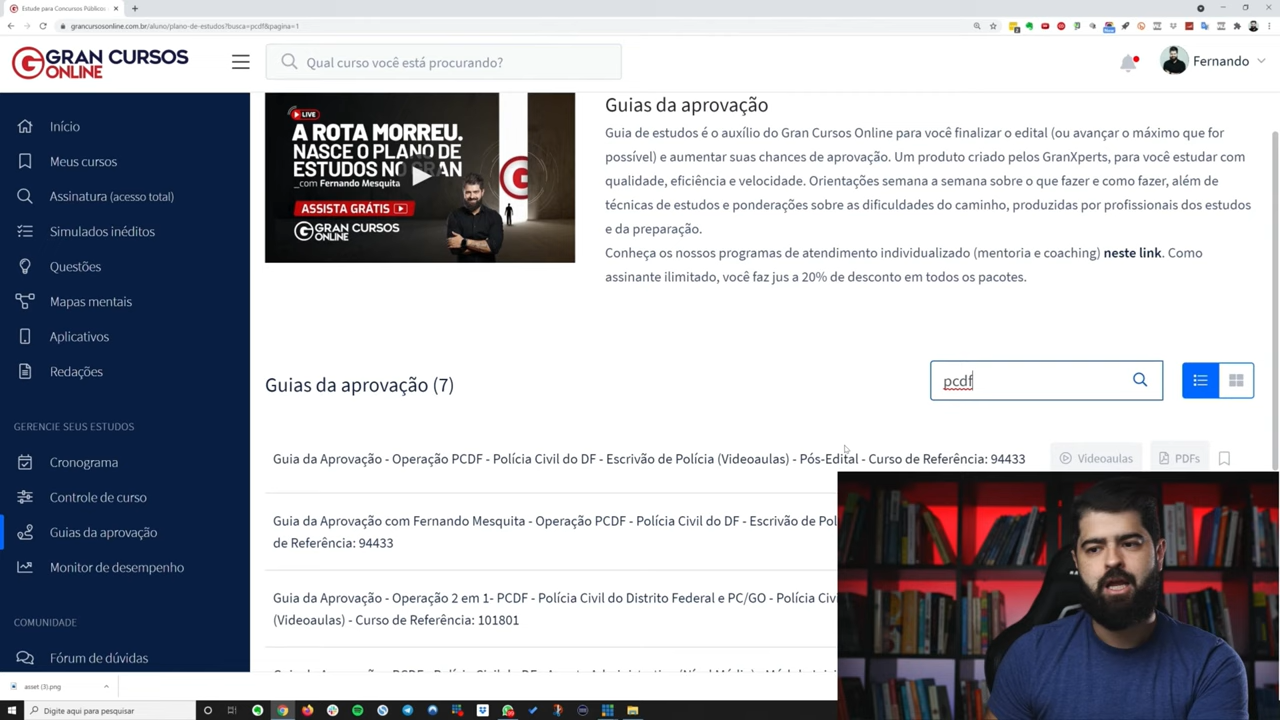 Estude para Concursos Públicos
grancursosonline.com.br/aluno/plano-de-estudos?busca=pcdf&pagina=1
GRAN CURSOS
ONLINE
Qual curso você está procurando?
Fernando
Início
Meus cursos
Assinatura (acesso total)
Simulados inéditos
Questões
Mapas mentais
Aplicativos
Redações
GERENCIE SEUS ESTUDOS
Cronograma
Controle de curso
Guias da aprovação
Monitor de desempenho
COMUNIDADE
Fórum de dúvidas
LIVE
A ROTA MORREU.
NASCE O PLANO DE
ESTUDOS NO GRAN
_com Fernando Mesquita
ASSISTA GRÁTIS
GRAN CURSOS
ONLINE
Guias da aprovação
Guia de estudos é o auxílio do Gran Cursos Online para você finalizar o edital (ou avançar o máximo que for
possível) e aumentar suas chances de aprovação. Um produto criado pelos GranXperts, para você estudar com
qualidade, eficiência e velocidade. Orientações semana a semana sobre o que fazer e como fazer, além de
técnicas de estudos e ponderações sobre as dificuldades do caminho, produzidas por profissionais dos estudos
e da preparação.
Conheça os nossos programas de atendimento individualizado (mentoria e coaching) neste link. Como
assinante ilimitado, você faz jus a 20% de desconto em todos os pacotes.
Guias da aprovação (7)
pcdf
Guia da Aprovação - Operação PCDF - Polícia Civil do DF - Escrivão de Polícia (Videoaulas) - Pós-Edital - Curso de Referência: 94433
Videoaulas
PDFs
Guia da Aprovação com Fernando Mesquita - Operação PCDF - Polícia Civil do DF - Escrivão de Pol
de Referência: 94433
Guia da Aprovação - Operação 2 em 1- PCDF - Polícia Civil do Distrito Federal e PC/GO - Polícia Civ
(Videoaulas) - Curso de Referência: 101801
asset (3).png
Digite aqui para pesquisar